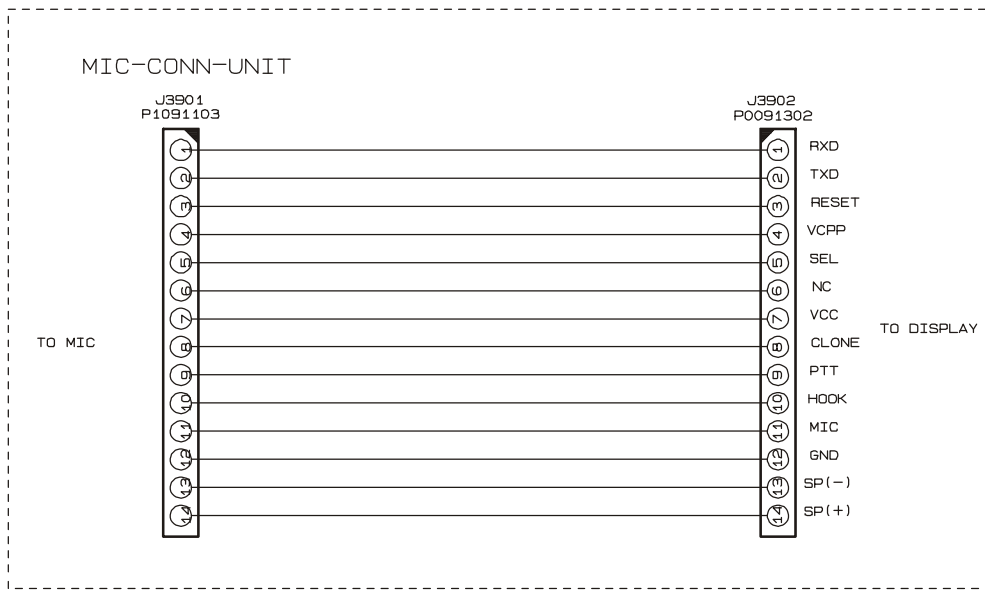 MIC-CONN-UNIT
J3901
P1091103
J3902
P0091302
1 1 RXD
2 2 TXD
3 3 RESET
4 4 VCPP
5 5 SEL
6 6 NC
7 7 VCC
TO MIC
TO DISPLAY
8 8 CLONE
9 9 PTT
10 10 HOOK
11 11 MIC
12 12 GND
13 13 SP(-)
14 14 SP(+)